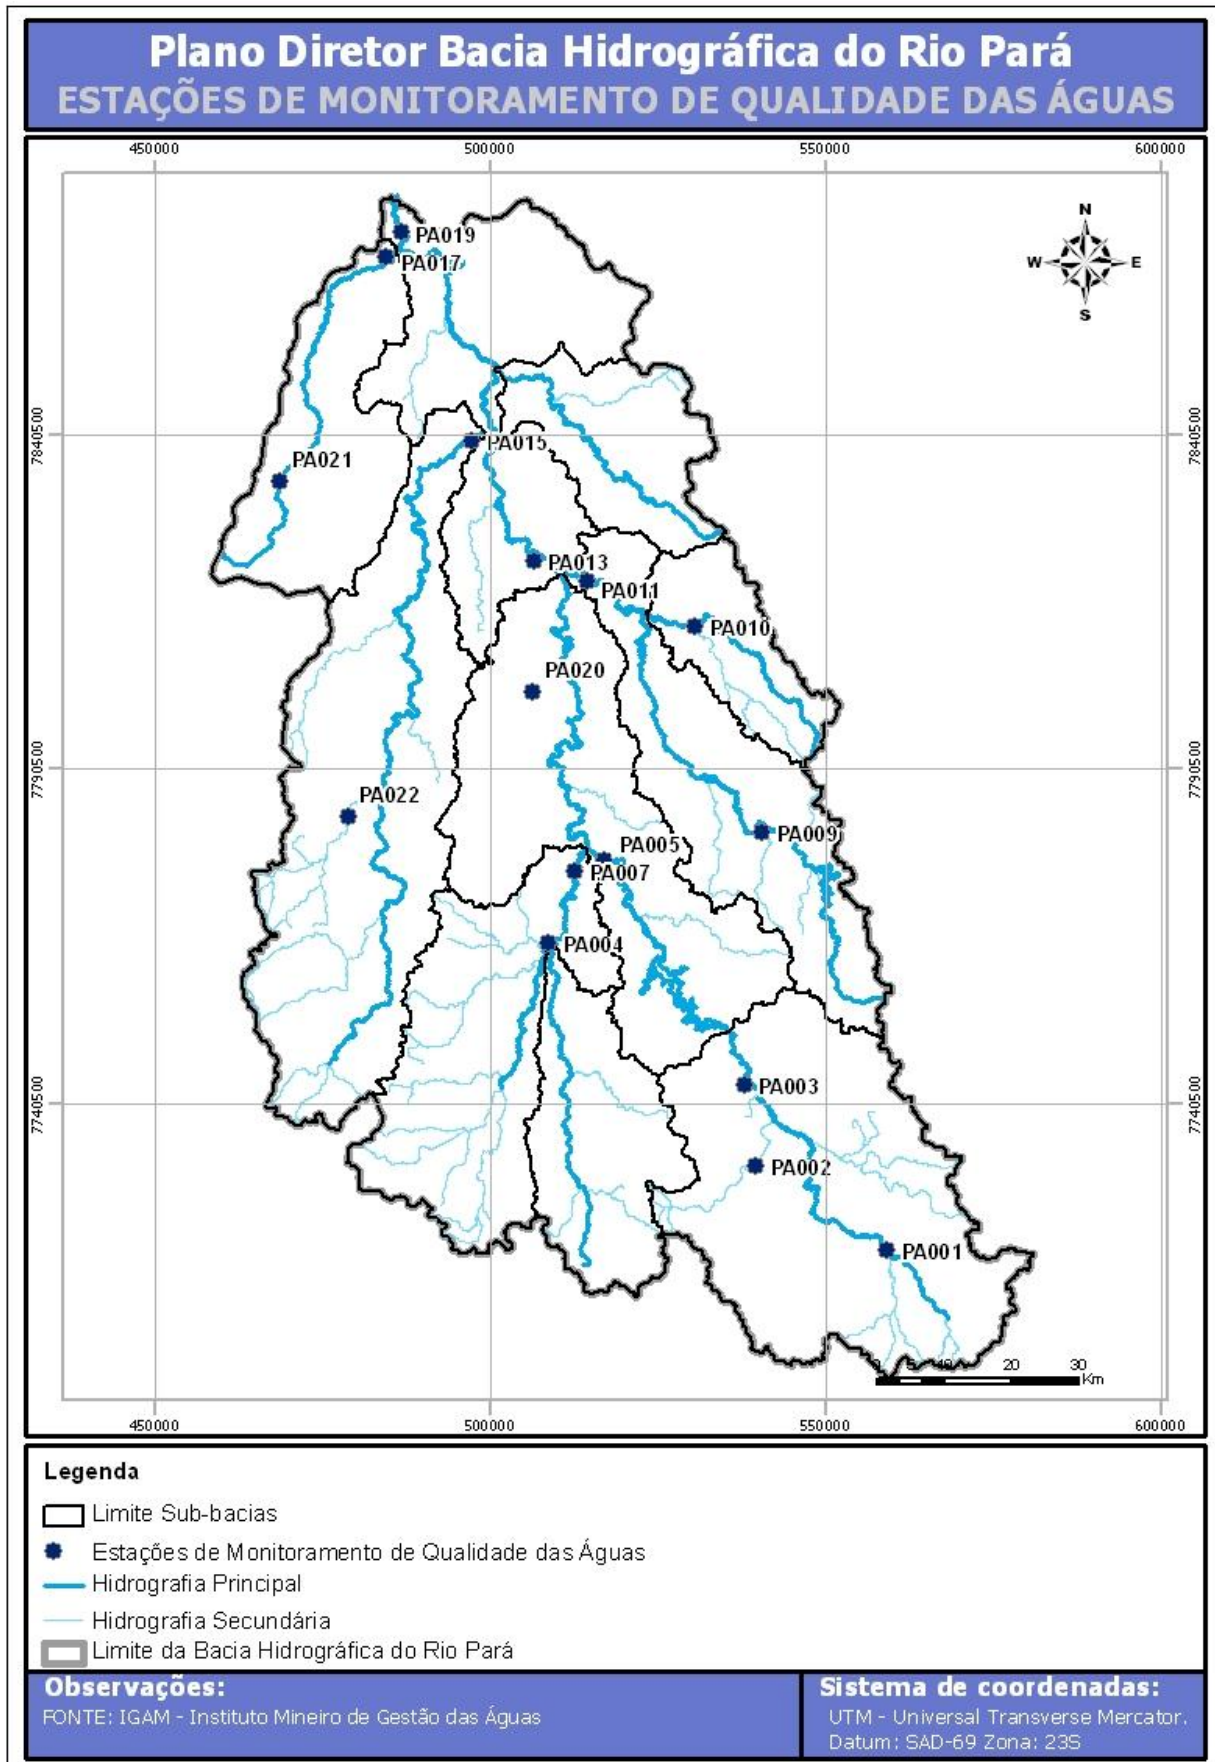 Plano Diretor Bacia Hidrográfica do Rio Pará
ESTAÇÕES DE MONITORAMENTO DE QUALIDADE DAS ÁGUAS
450000 500000 550000 600000
N
W E
S
PA019
PA017
7840500 7840500
PA015
PA021
PA013
PA011
PA010
PA020
7790500 7790500
PA022
PA009
PA005
PA007
PA004
PA003
7740500 7740500
PA002
PA001
20 30
Km
450000 500000 550000 600000
Legenda
Limite Sub-bacias
Estações de Monitoramento de Qualidade das Águas
Hidrografia Principal
Hidrografia Secundária
Limite da Bacia Hidrográfica do Rio Pará
Observações:
FONTE: IGAM - Instituto Mineiro de Gestão das Águas
Sistema de coordenadas:
UTM - Universal Transverse Mercator.
Datum: SAD-69 Zona: 23S